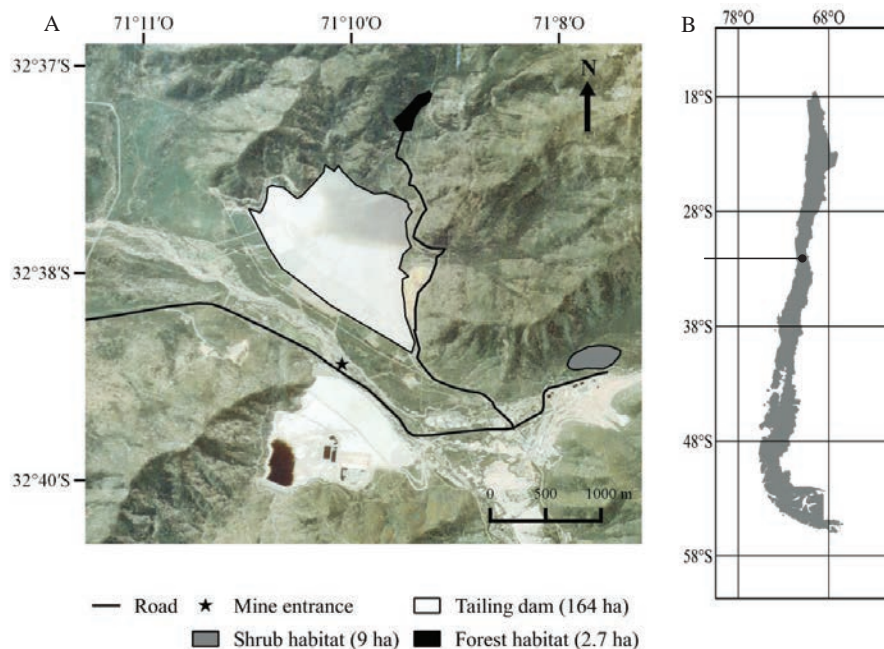 A
B
71°11′O 71°10′O 71°8′O
78°O 68°O
32°37′S
32°38′S
32°40′S
N
0 500 1000 m
18°S
28°S
38°S
48°S
58°S
Road Mine entrance Tailing dam (164 ha)
Shrub habitat (9 ha) Forest habitat (2.7 ha)